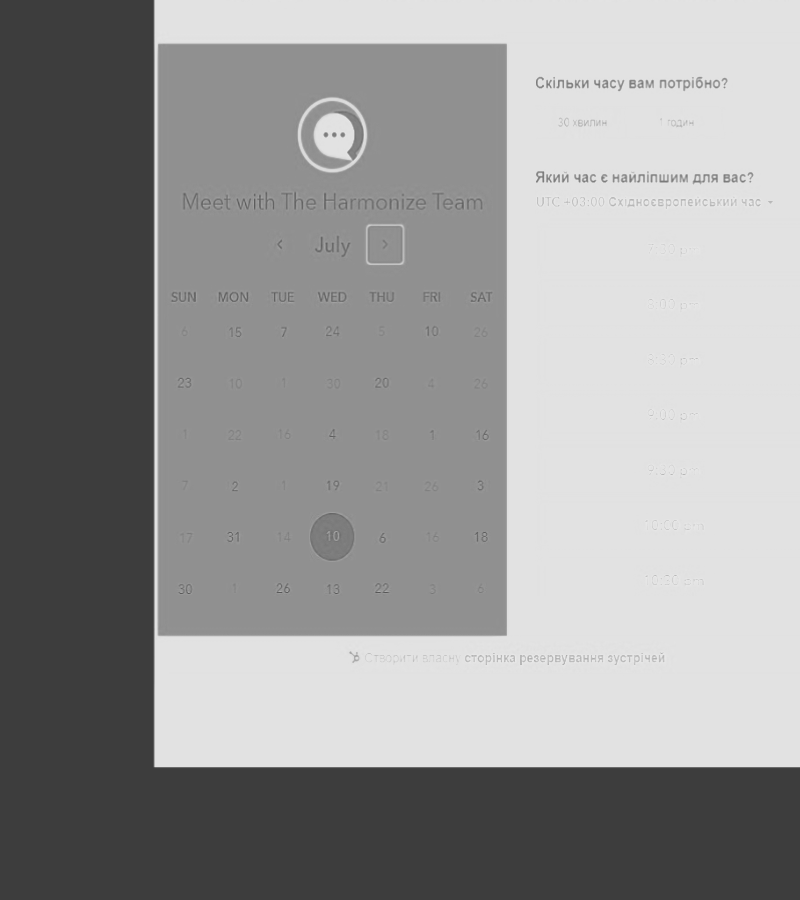 Meet with The Harmonize Team
July
SUN MON TUE WED THU FRI SAT
6 15 7 24 5 10 26
23 10 1 30 20 4 26
1 22 16 4 18 1 16
7 2 1 19 21 26 3
17 31 14 10 6 16 18
30 1 26 13 22 3 6
Скільки часу вам потрібно?
30 хвилин 1 годин
Який час є найліпшим для вас?
UTC +03:00 Східноєвропейський час
8:00 pm
8:30 pm
9:00 pm
9:30 pm
10:00 pm
10:30 pm
Створити власну сторінка резервування зустрічей